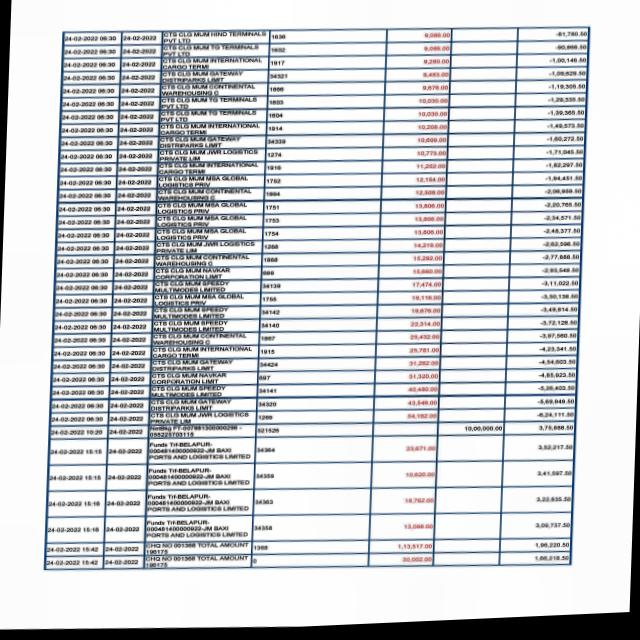 24-02-2022 06:30 24-02-2022 CTS CLG MUM HIND TERMINALS 1636 9,086.00 -81,780.50
PVT LTD
24-02-2022 06:30 24-02-2022 CTS CLG MUM TG TERMINALS 1602 9,086.00 -90,866.50
PVT LTD
24-02-2022 06:30 24-02-2022 CTS CLG MUM INTERNATIONAL 1917 9,280.00 -1,00,146.50
CARGO TERMI
24-02-2022 06:30 24-02-2022 CTS CLG MUM GATEWAY 34321 9,483.00 -1,09,629.50
DISTRIPARKS LIMIT
24-02-2022 06:30 24-02-2022 CTS CLG MUM CONTINENTAL 1866 9,676.00 -1,19,305.50
WAREHOUSING C
24-02-2022 06:30 24-02-2022 CTS CLG MUM TG TERMINALS 1603 10,030.00 -1,29,335.50
PVT LTD
24-02-2022 06:30 24-02-2022 CTS CLG MUM TG TERMINALS 1604 10,030.00 -1,39,365.50
PVT LTD
24-02-2022 06:30 24-02-2022 CTS CLG MUM INTERNATIONAL 1914 10,208.00 -1,49,573.50
CARGO TERMI
24-02-2022 06:30 24-02-2022 CTS CLG MUM GATEWAY 34323 10,699.00 -1,60,272.50
DISTRIPARKS LIMIT
24-02-2022 06:30 24-02-2022 CTS CLG MUM JWR LOGISTICS 1274 10,773.00 -1,71,045.50
PRIVATE LIM
24-02-2022 06:30 24-02-2022 CTS CLG MUM INTERNATIONAL 1916 11,252.00 -1,82,297.50
CARGO TERMI
24-02-2022 06:30 24-02-2022 CTS CLG MUM MSA GLOBAL 1752 12,154.00 -1,94,451.50
LOGISTICS PRIV
24-02-2022 06:30 24-02-2022 CTS CLG MUM CONTINENTAL 1864 12,508.00 -2,06,959.50
WAREHOUSING C
24-02-2022 06:30 24-02-2022 CTS CLG MUM MSA GLOBAL 1751 13,806.00 -2,20,765.50
LOGISTICS PRIV
24-02-2022 06:30 24-02-2022 CTS CLG MUM MSA GLOBAL 1753 13,806.00 -2,34,571.50
LOGISTICS PRIV
24-02-2022 06:30 24-02-2022 CTS CLG MUM MSA GLOBAL 1754 13,806.00 -2,48,377.50
LOGISTICS PRIV
24-02-2022 06:30 24-02-2022 CTS CLG MUM JWR LOGISTICS 1268 14,219.00 -2,62,596.50
PRIVATE LIM
24-02-2022 06:30 24-02-2022 CTS CLG MUM CONTINENTAL 1868 15,292.00 -2,77,888.50
WAREHOUSING C
24-02-2022 06:30 24-02-2022 CTS CLG MUM NAVKAR 15,660.00 -2,93,548.50
CORPORATION LIMIT
24-02-2022 06:30 24-02-2022 CTS CLG MUM SPEEDY 34139 17,474.00 -3,11,022.50
MULTIMODES LIMITED
24-02-2022 06:30 24-02-2022 CTS CLG MUM MSA GLOBAL 1755 19,116.00 -3,30,138.50
LOGISTICS PRIV
24-02-2022 06:30 24-02-2022 CTS CLG MUM SPEEDY 34142 19,676.00 -3,49,814.50
MULTIMODES LIMITED
24-02-2022 06:30 24-02-2022 CTS CLG MUM SPEEDY 34140 22,314.00 -3,72,128.50
MULTIMODES LIMITED
24-02-2022 06:30 24-02-2022 CTS CLG MUM CONTINENTAL 1867 25,432.00 -3,97,560.50
WAREHOUSING C
24-02-2022 06:30 24-02-2022 CTS CLG MUM INTERNATIONAL 1915 25,781.00 -4,23,341.50
CARGO TERMI
24-02-2022 06:30 24-02-2022 CTS CLG MUM GATEWAY 34424 31,262.00 -4,54,603.50
DISTRIPARKS LIMIT
24-02-2022 06:30 24-02-2022 CTS CLG MUM NAVKAR 697 31,320.00 -4,85,923.50
CORPORATION LIMIT
24-02-2022 06:30 24-02-2022 CTS CLG MUM SPEEDY 34141 40,480.00 -5,26,403.50
MULTIMODES LIMITED
24-02-2022 06:30 24-02-2022 CTS CLG MUM GATEWAY 34320 43,546.00 -5,69,949.50
DISTRIPARKS LIMIT
24-02-2022 06:30 24-02-2022 CTS CLG MUM JWR LOGISTICS 1269 54,162.00 -6,24,111.50
PRIVATE LIM
24-02-2022 10:20 24-02-2022 521526 10,00,000.00 3,75,888.50
24-02-2022 15:15 24-02-2022 Funds Trf-BELAPUR- 34364 23,671.00 3,52,217.50
000481400000922-JM BAXI
PORTS AND LOGISTICS LIMITED
24-02-2022 15:15 24-02-2022 Funds Trf-BELAPUR- 34359 10,620.00 3,41,597.50
000481400000922-JM BAXI
PORTS AND LOGISTICS LIMITED
24-02-2022 15:16 24-02-2022 Funds Trf-BELAPUR- 34363 18,762.00 3,22,835.50
000481400000922-JM BAXI
PORTS AND LOGISTICS LIMITED
24-02-2022 15:16 24-02-2022 Funds Trf-BELAPUR- 34358 13,098.00 3,09,737.50
000481400000922-JM BAXI
PORTS AND LOGISTICS LIMITED
24-02-2022 15:42 24-02-2022 CHQ NO 001368 TOTAL AMOUNT 1368 1,13,517.00 1,96,220.50
196175
24-02-2022 15:42 24-02-2022 CHQ NO 001368 TOTAL AMOUNT 0 30,002.00 1,66,218.50
196175